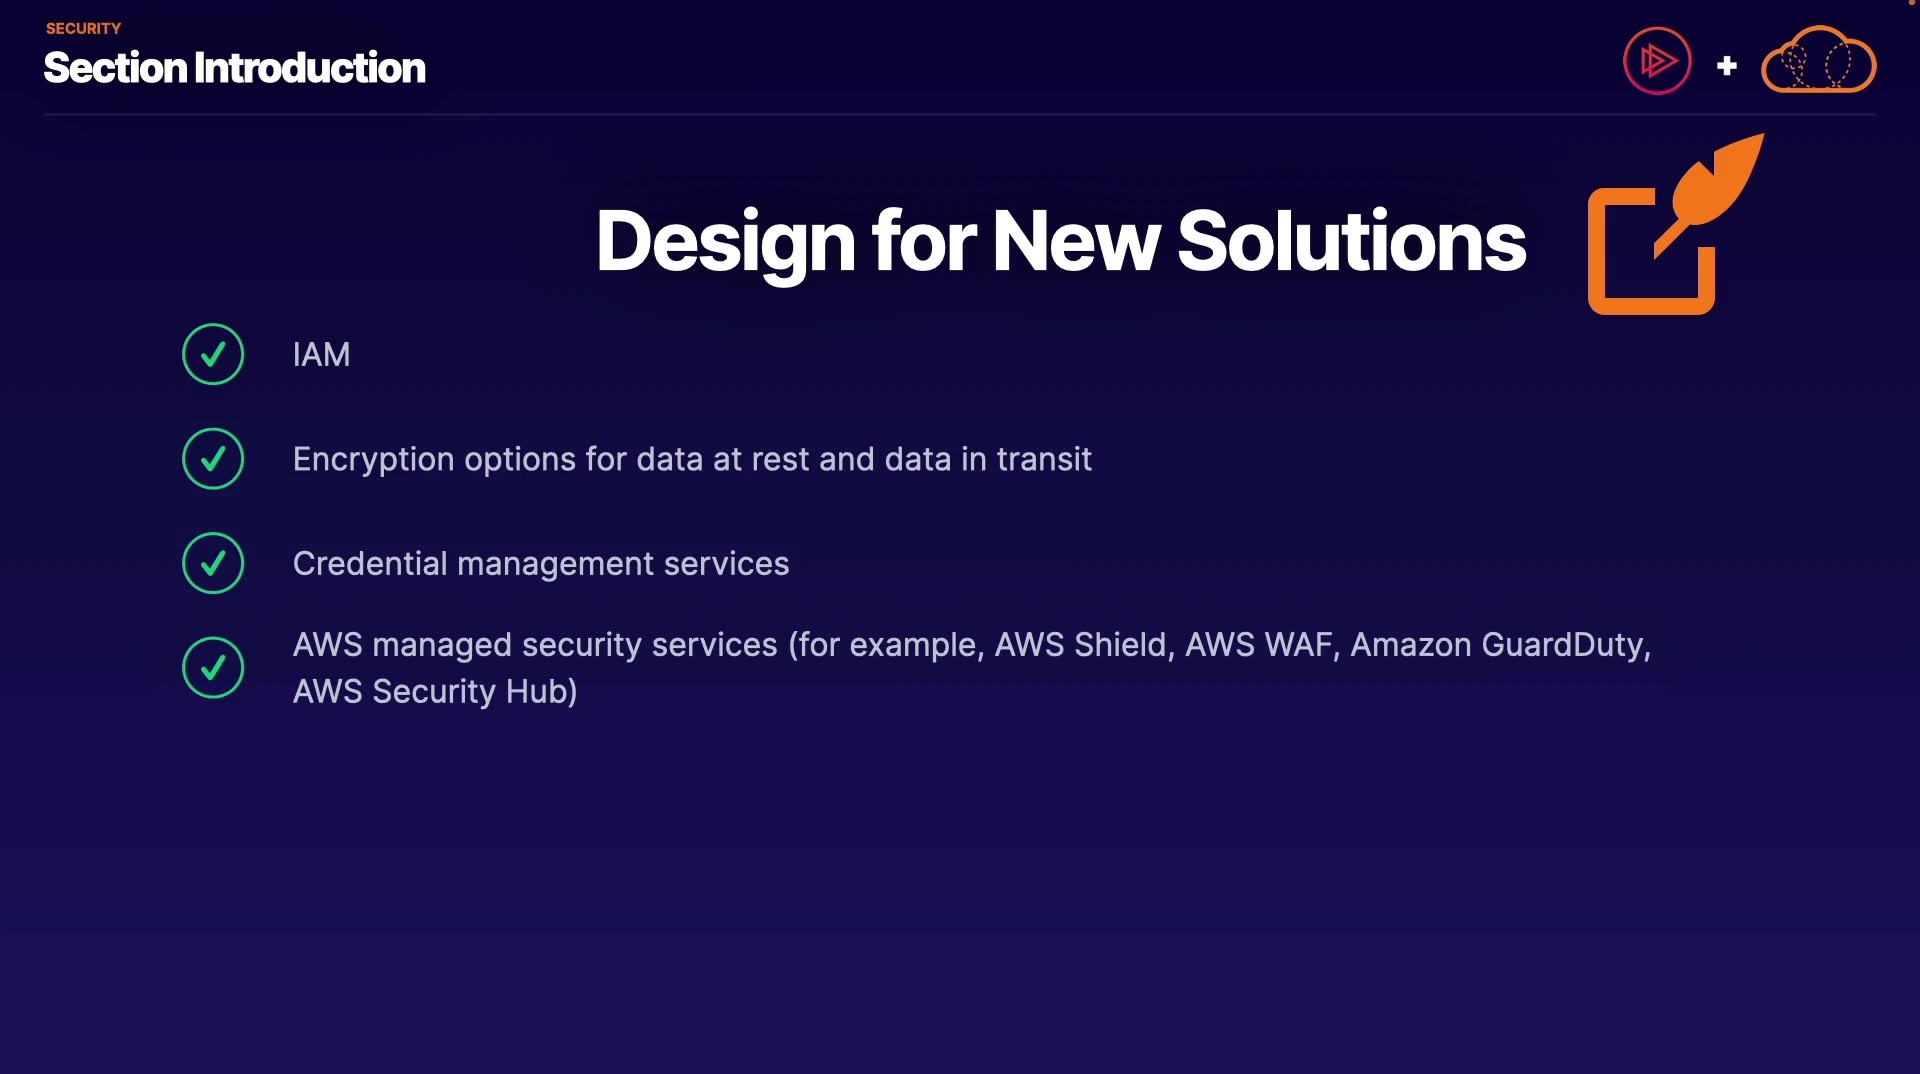 SECURITY
Section Introduction
Design for New Solutions
IAM
Encryption options for data at rest and data in transit
Credential management services
AWS managed security services (for example, AWS Shield, AWS WAF, Amazon GuardDuty,
AWS Security Hub)